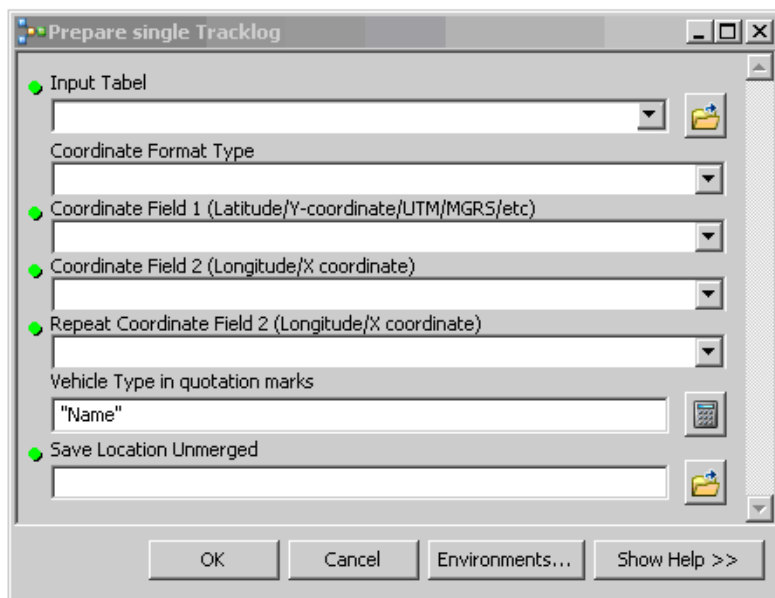 Prepare single Tracklog
Input Tabel
Coordinate Format Type
Coordinate Field 1 (Latitude/Y-coordinate/UTM/MGRS/etc)
Coordinate Field 2 (Longitude/X coordinate)
Repeat Coordinate Field 2 (Longitude/X coordinate)
Vehicle Type in quotation marks
"Name"
Save Location Unmerged
OK Cancel Environments... Show Help >>